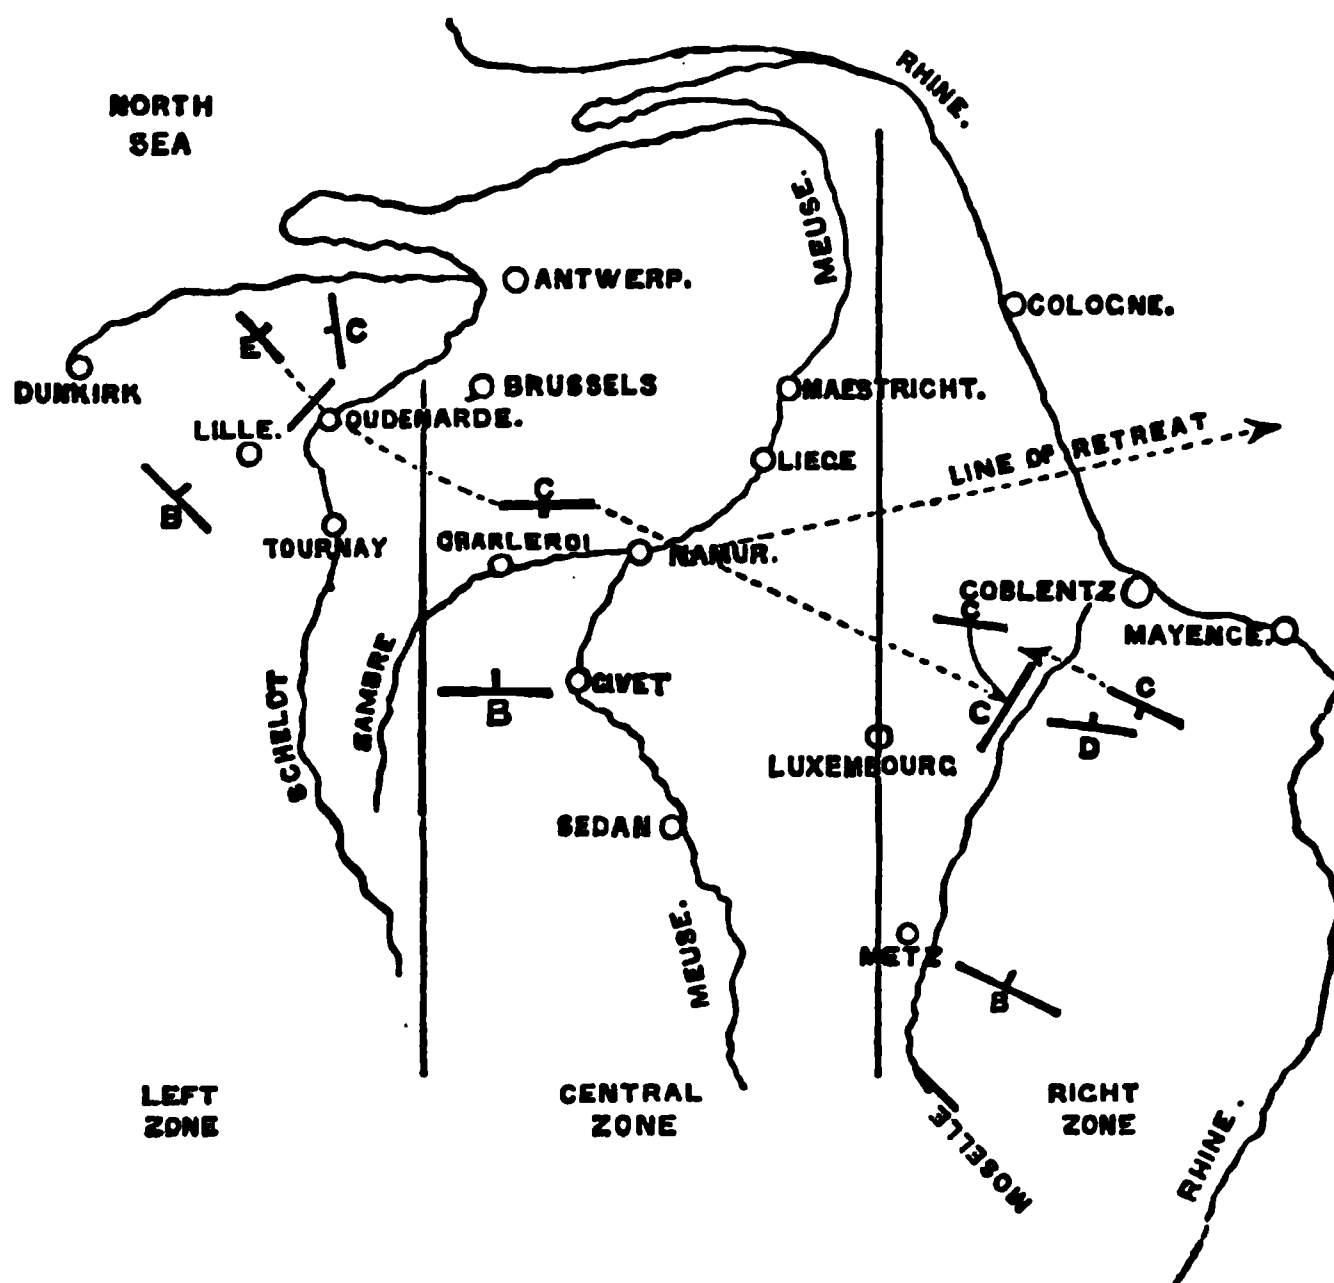 RHINE.
NORTH
SEA
MEUSE.
ANTWERP.
COLOGNE.
E
C
DUNKIRK
BRUSSELS
MAESTRICHT.
OUDENARDE.
LILLE.
LINE OF RETREAT
LIEGE
C
B
TOURNAY
CHARLEROI
NAMUR.
COBLENTZ
C
MAYENCE.
SAMBRE
SCHELDT
GIVET
B
C
C
D
LUXEMBOURG
SEDAN
MEUSE.
METZ
B
LEFT
ZONE
CENTRAL
ZONE
RIGHT
ZONE
MOSELLE
RHINE.